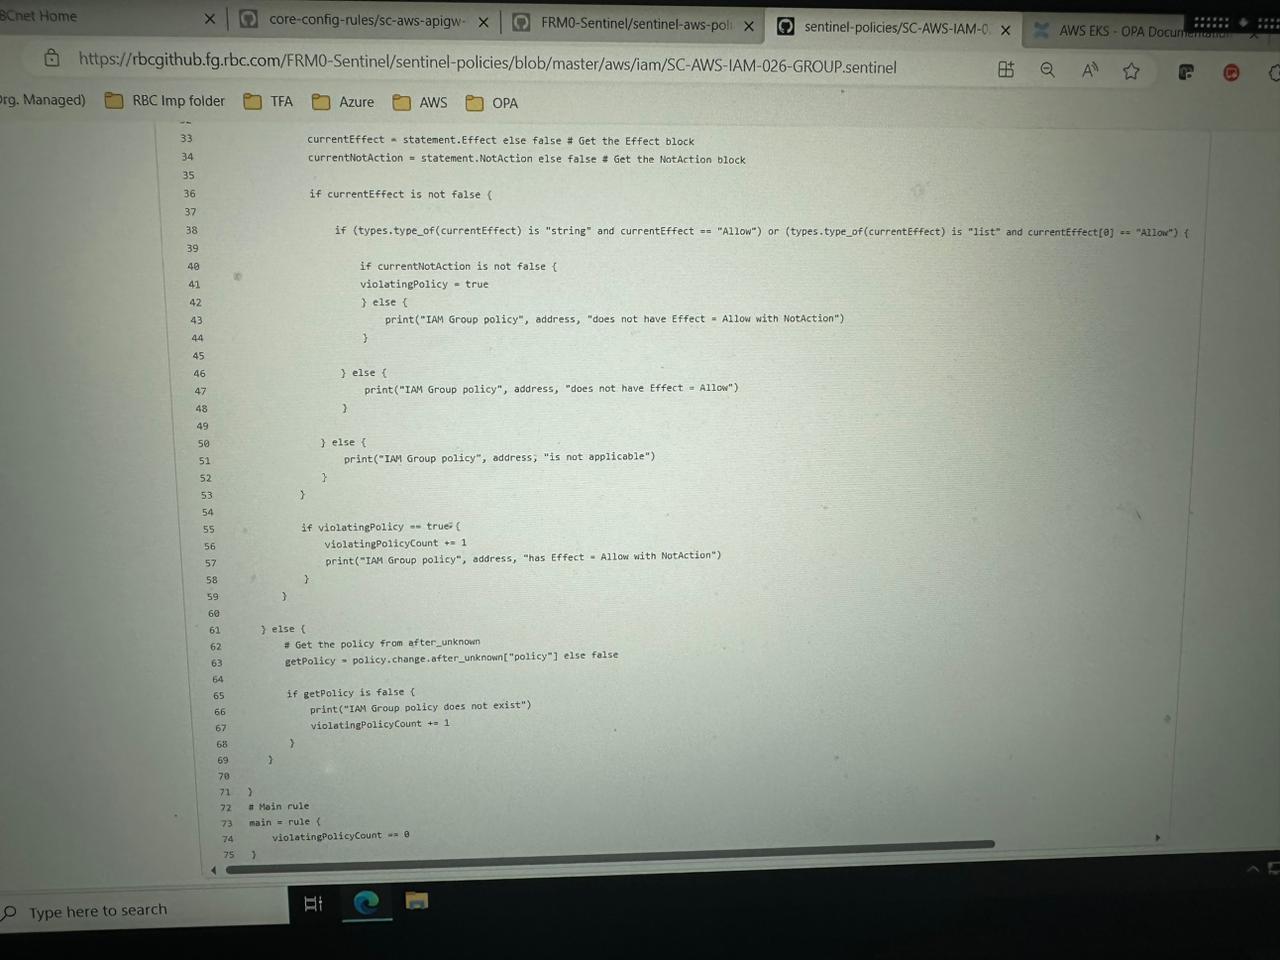 BCnet Home
core-config-rules/sc-aws-apigw-
FRM0-Sentinel/sentinel-aws-poli
sentinel-policies/SC-AWS-IAM-0
AWS EKS - OPA Documentation
https://rbcgithub.fg.rbc.com/FRM0-Sentinel/sentinel-policies/blob/master/aws/iam/SC-AWS-IAM-026-GROUP.sentinel
Org. Managed) RBC Imp folder TFA Azure AWS OPA
33 currentEffect = statement.Effect else false # Get the Effect block
34 currentNotAction = statement.NotAction else false # Get the NotAction block
35
36 if currentEffect is not false {
37
38 if (types.type_of(currentEffect) is "string" and currentEffect == "Allow") or (types.type_of(currentEffect) is "list" and currentEffect[0] == "Allow") {
39
40 if currentNotAction is not false {
41 violatingPolicy = true
42 } else {
43 print("IAM Group policy", address, "does not have Effect = Allow with NotAction")
44 }
45
46 } else {
47 print("IAM Group policy", address, "does not have Effect = Allow")
48 }
49
50 } else {
51 print("IAM Group policy", address, "is not applicable")
52 }
53 }
54
55 if violatingPolicy == true {
56 violatingPolicyCount += 1
57 print("IAM Group policy", address, "has Effect = Allow with NotAction")
58 }
59 }
60
61 } else {
62 # Get the policy from after_unknown
63 getPolicy = policy.change.after_unknown["policy"] else false
64
65 if getPolicy is false {
66 print("IAM Group policy does not exist")
67 violatingPolicyCount += 1
68 }
69 }
70
71 }
72 # Main rule
73 main = rule {
74 violatingPolicyCount == 0
75 }
Type here to search